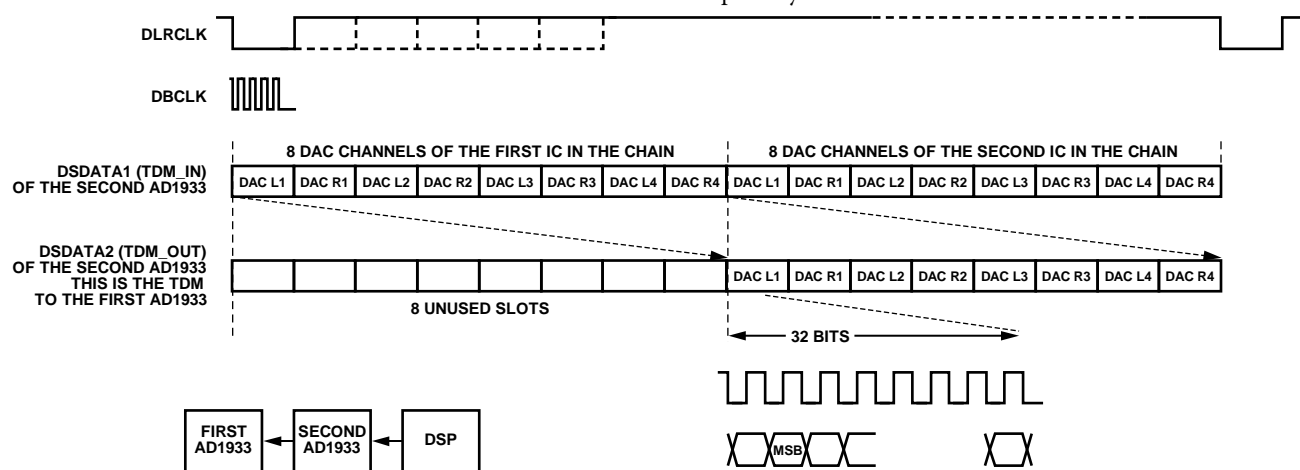 DLRCLK
DBCLK
8 DAC CHANNELS OF THE FIRST IC IN THE CHAIN
8 DAC CHANNELS OF THE SECOND IC IN THE CHAIN
DSDATA1 (TDM_IN)
OF THE SECOND AD1933
DAC L1 DAC R1 DAC L2 DAC R2 DAC L3 DAC R3 DAC L4 DAC R4 DAC L1 DAC R1 DAC L2 DAC R2 DAC L3 DAC R3 DAC L4 DAC R4
DSDATA2 (TDM_OUT)
OF THE SECOND AD1933
THIS IS THE TDM
TO THE FIRST AD1933
DAC L1 DAC R1 DAC L2 DAC R2 DAC L3 DAC R3 DAC L4 DAC R4
8 UNUSED SLOTS
32 BITS
FIRST
AD1933
SECOND
AD1933
DSP
MSB